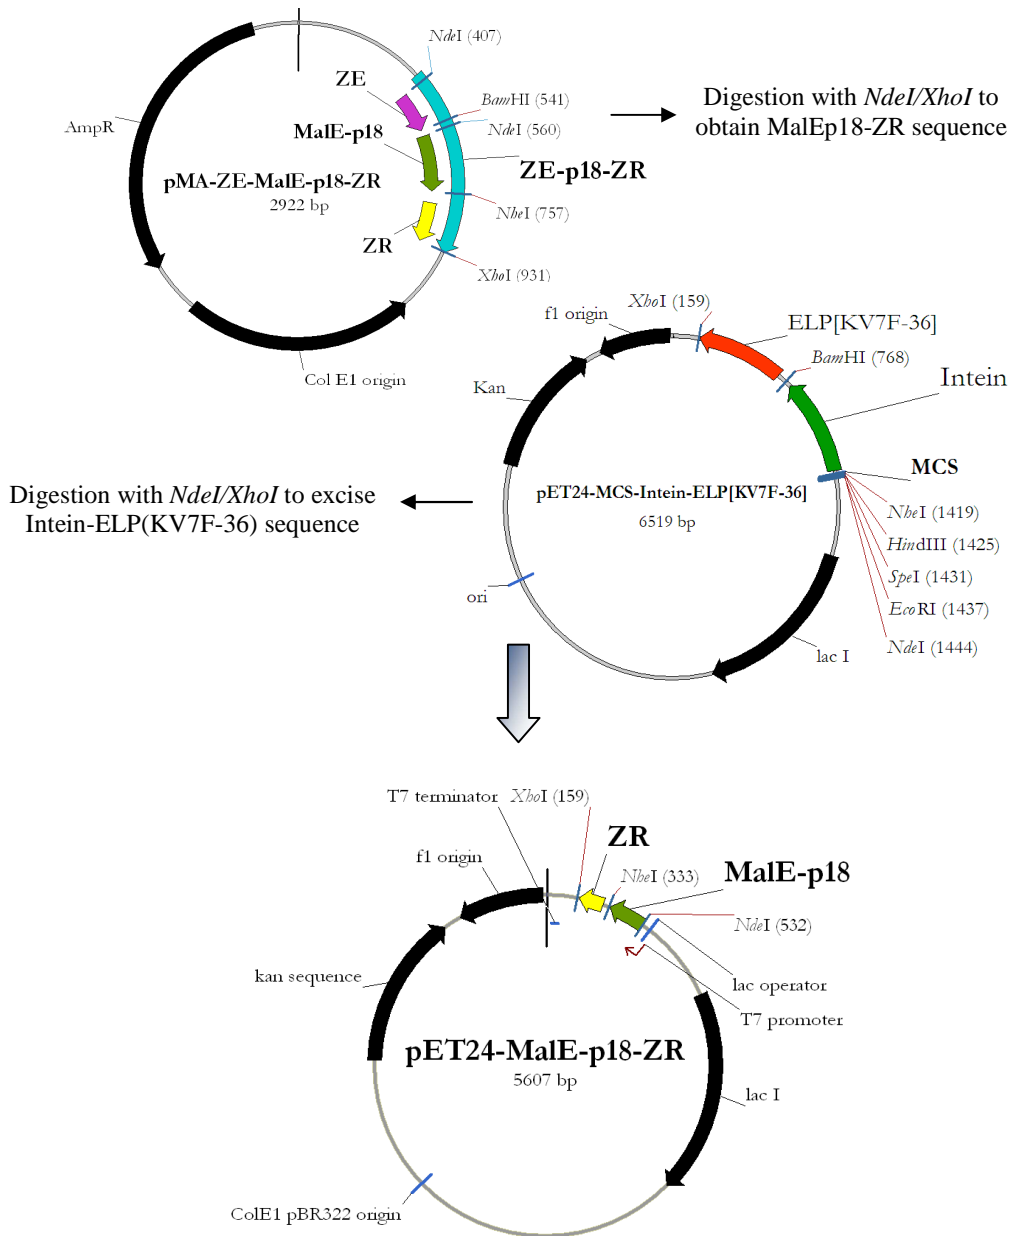 NdeI (407)
ZE
BamHI (541)
AmpR
MalE-p18
NdeI (560)
Digestion with NdeI/XhoI to
obtain MalEp18-ZR sequence
pMA-ZE-MalE-p18-ZR
2922 bp
ZE-p18-ZR
NheI (757)
ZR
XhoI (931)
Col E1 origin
XhoI (159)
f1 origin
ELP[KV7F-36]
BamHI (768)
Kan
Intein
MCS
Digestion with NdeI/XhoI to excise
Intein-ELP(KV7F-36) sequence
pET24-MCS-Intein-ELP[KV7F-36]
6519 bp
NheI (1419)
HindIII (1425)
SpeI (1431)
EcoRI (1437)
NdeI (1444)
ori
lac I
T7 terminator
XhoI (159)
ZR
f1 origin
NheI (333)
MalE-p18
NdeI (532)
kan sequence
lac operator
T7 promoter
pET24-MalE-p18-ZR
5607 bp
lac I
ColE1 pBR322 origin